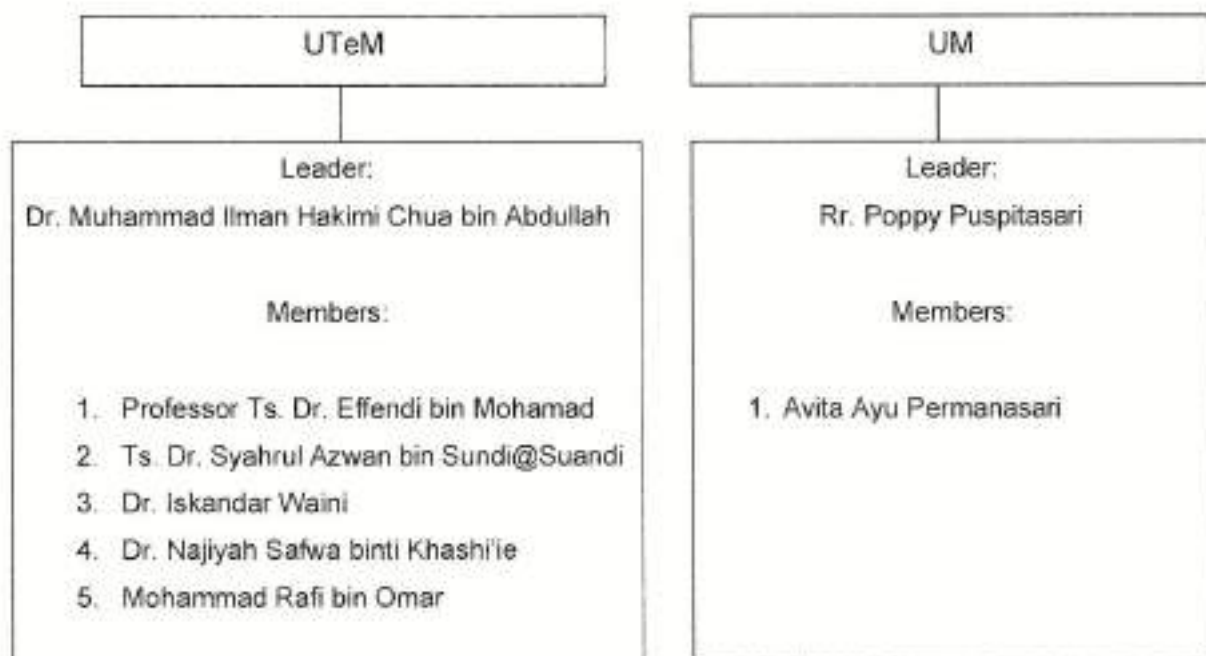 UTeM
Leader:
Dr. Muhammad Ilman Hakimi Chua bin Abdullah
Members:
1. Professor Ts. Dr. Effendi bin Mohamad
2. Ts. Dr. Syahrul Azwan bin Sundi@Suandi
3. Dr. Iskandar Waini
4. Dr. Najiyah Safwa binti Khashi'ie
5. Mohammad Rafi bin Omar
UM
Leader:
Rr. Poppy Puspitasari
Members:
1. Avita Ayu Permanasari